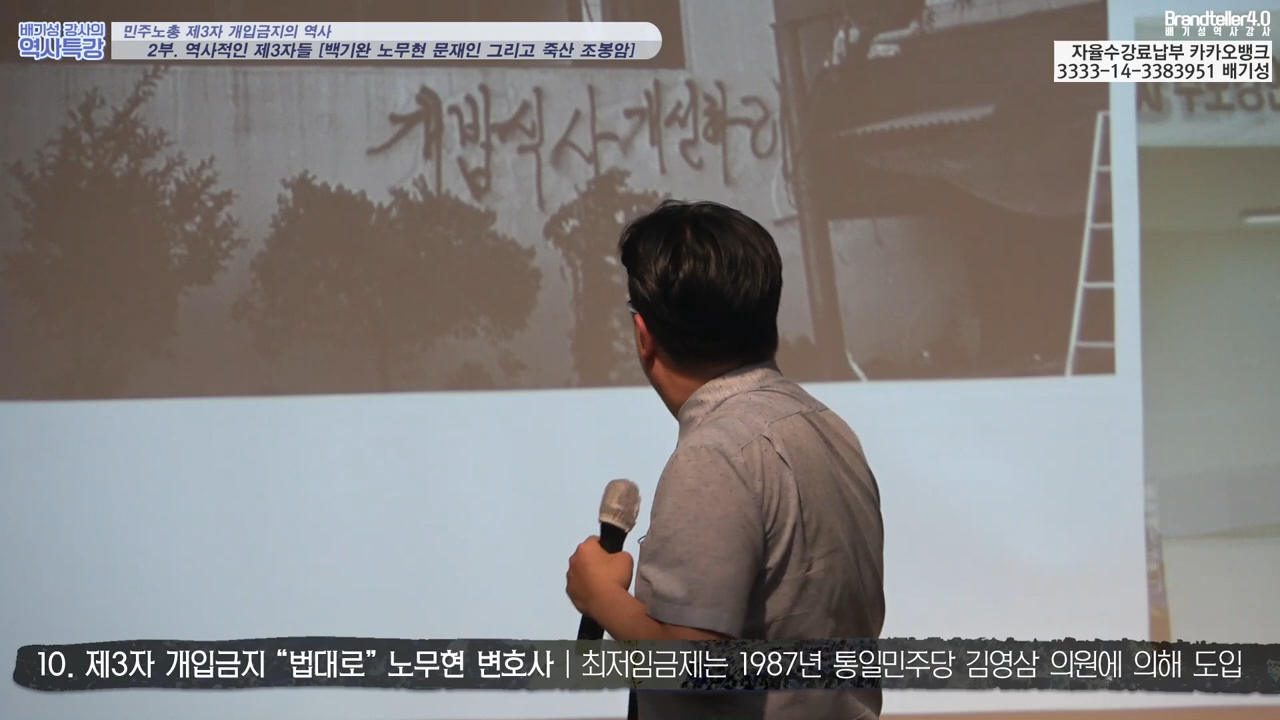 배기성 강사의
역사특강
민주노총 제3자 개입금지의 역사
2부. 역사적인 제3자들 [백기완 노무현 문재인 그리고 죽산 조봉암]
Brandteller4.0
배기성역사강사
자율수강료납부 카카오뱅크
3333-14-3383951 배기성
개밥식사개선하라
10. 제3자 개입금지 “법대로” 노무현 변호사 | 최저임금제는 1987년 통일민주당 김영삼 의원에 의해 도입